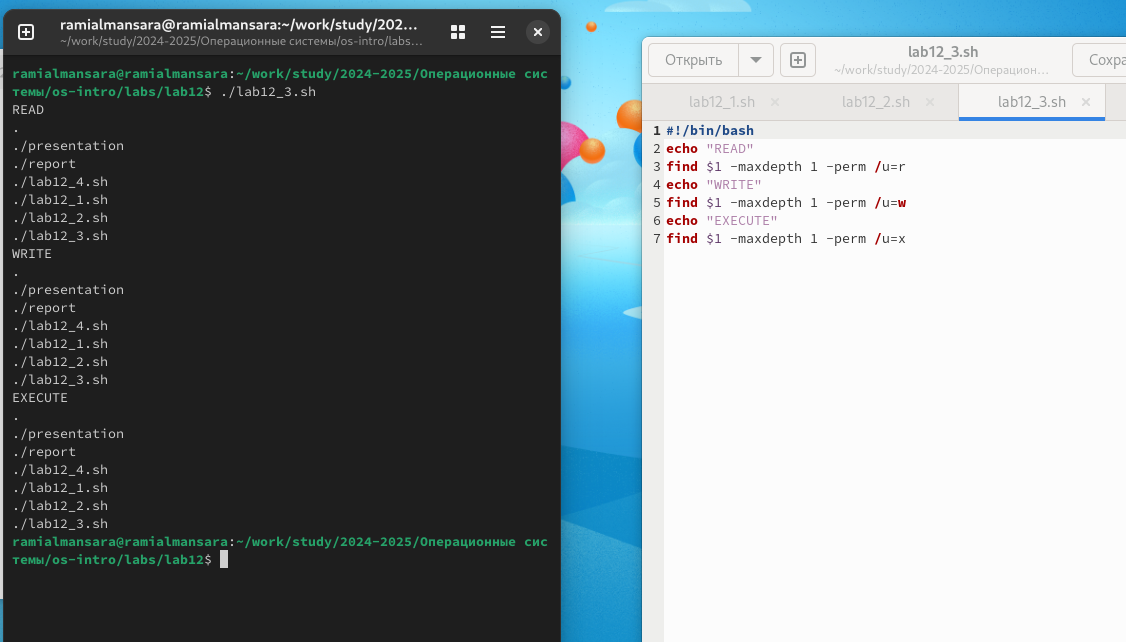 ramialmansara@ramialmansara:~/work/study/202...
~/work/study/2024-2025/Операционные системы/os-intro/labs...
ramialmansara@ramialmansara:~/work/study/2024-2025/Операционные сис
темы/os-intro/labs/lab12$ ./lab12_3.sh
READ
.
./presentation
./report
./lab12_4.sh
./lab12_1.sh
./lab12_2.sh
./lab12_3.sh
WRITE
.
./presentation
./report
./lab12_4.sh
./lab12_1.sh
./lab12_2.sh
./lab12_3.sh
EXECUTE
.
./presentation
./report
./lab12_4.sh
./lab12_1.sh
./lab12_2.sh
./lab12_3.sh
ramialmansara@ramialmansara:~/work/study/2024-2025/Операционные сис
темы/os-intro/labs/lab12$
Открыть
lab12_3.sh
~/work/study/2024-2025/Операцион...
Сохра
lab12_1.sh
lab12_2.sh
lab12_3.sh
1 #!/bin/bash
2 echo "READ"
3 find $1 -maxdepth 1 -perm /u=r
4 echo "WRITE"
5 find $1 -maxdepth 1 -perm /u=w
6 echo "EXECUTE"
7 find $1 -maxdepth 1 -perm /u=x